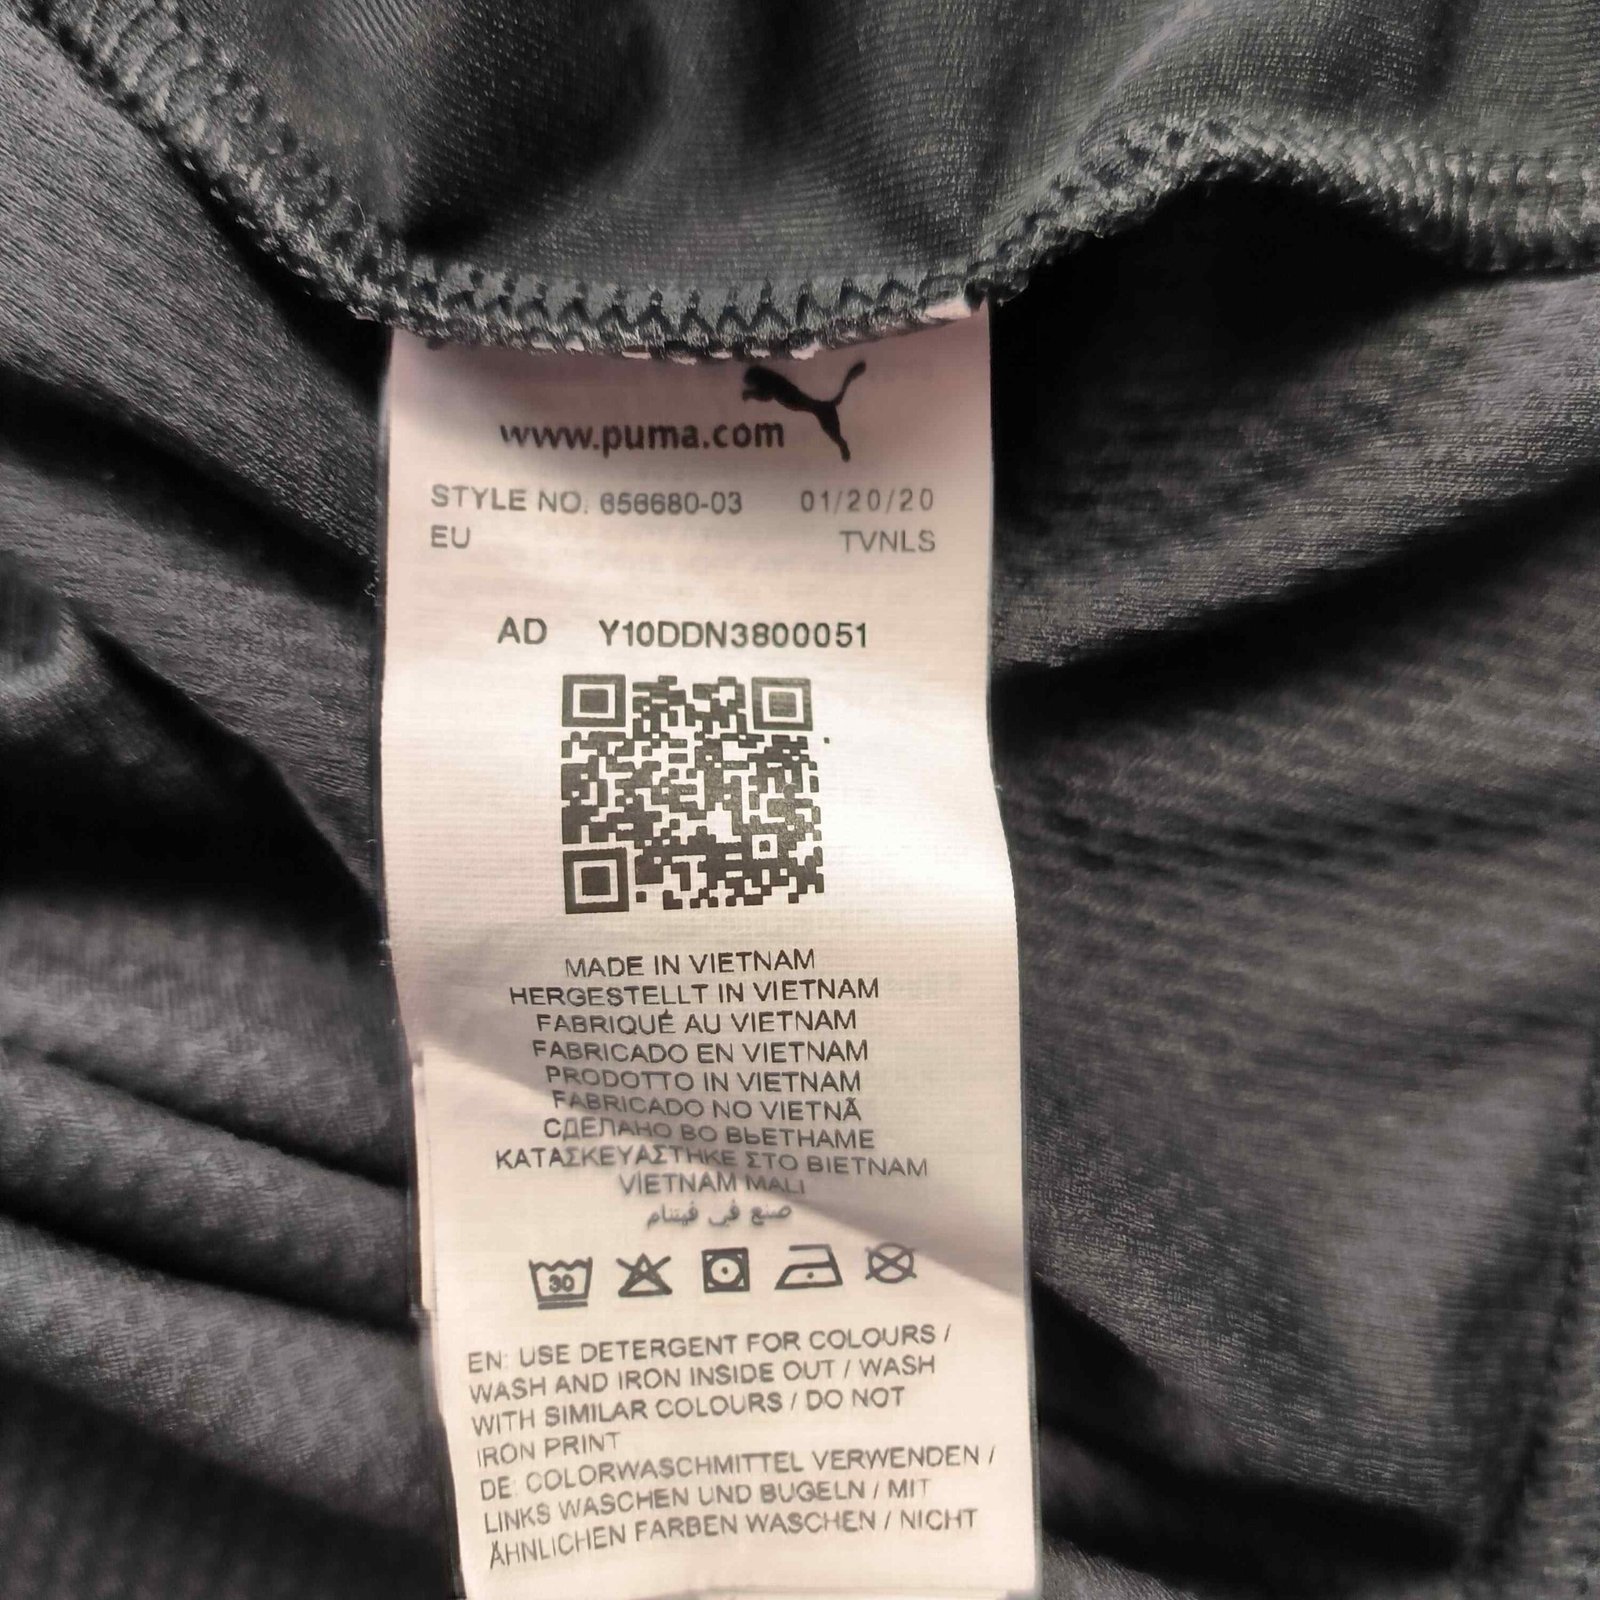 www.puma.com
STYLE NO. 656680-03 01/20/20
EU TVNLS
AD Y10DDN3800051
MADE IN VIETNAM
HERGESTELLT IN VIETNAM
FABRIQUÉ AU VIETNAM
FABRICADO EN VIETNAM
PRODOTTO IN VIETNAM
FABRICADO NO VIETNÃ
СДЕЛАНО ВО ВЬЕТНАМЕ
ΚΑΤΑΣΚΕΥΑΣΤΗΚΕ ΣΤΟ ΒΙΕΤΝΑΜ
VİETNAM MALI
صنع في فيتنام
30
EN: USE DETERGENT FOR COLOURS /
WASH AND IRON INSIDE OUT / WASH
WITH SIMILAR COLOURS / DO NOT
IRON PRINT
DE: COLORWASCHMITTEL VERWENDEN /
LINKS WASCHEN UND BÜGELN / MIT
ÄHNLICHEN FARBEN WASCHEN / NICHT